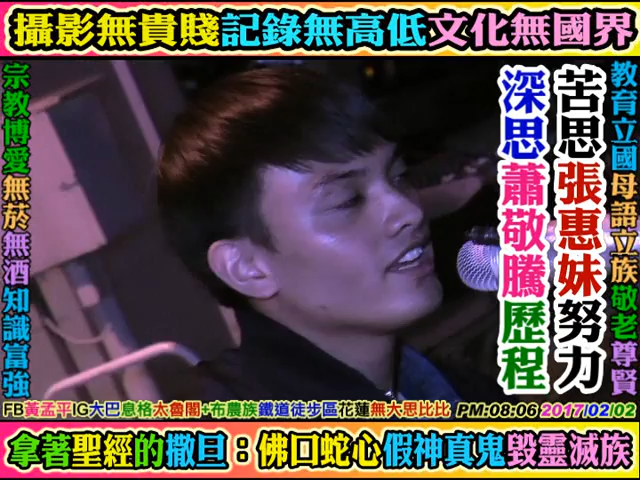 攝影無貴賤記錄無高低文化無國界
宗教博愛無菸無酒知識富強
教育立國母語立族敬老尊賢
苦思張惠妹努力
深思蕭敬騰歷程
FB黃孟平IG大巴息格太魯閣+布農族鐵道徒步區花蓮無大思比比 PM:08:06 2017/02/02
拿著聖經的撒旦：佛口蛇心假神真鬼毀靈滅族